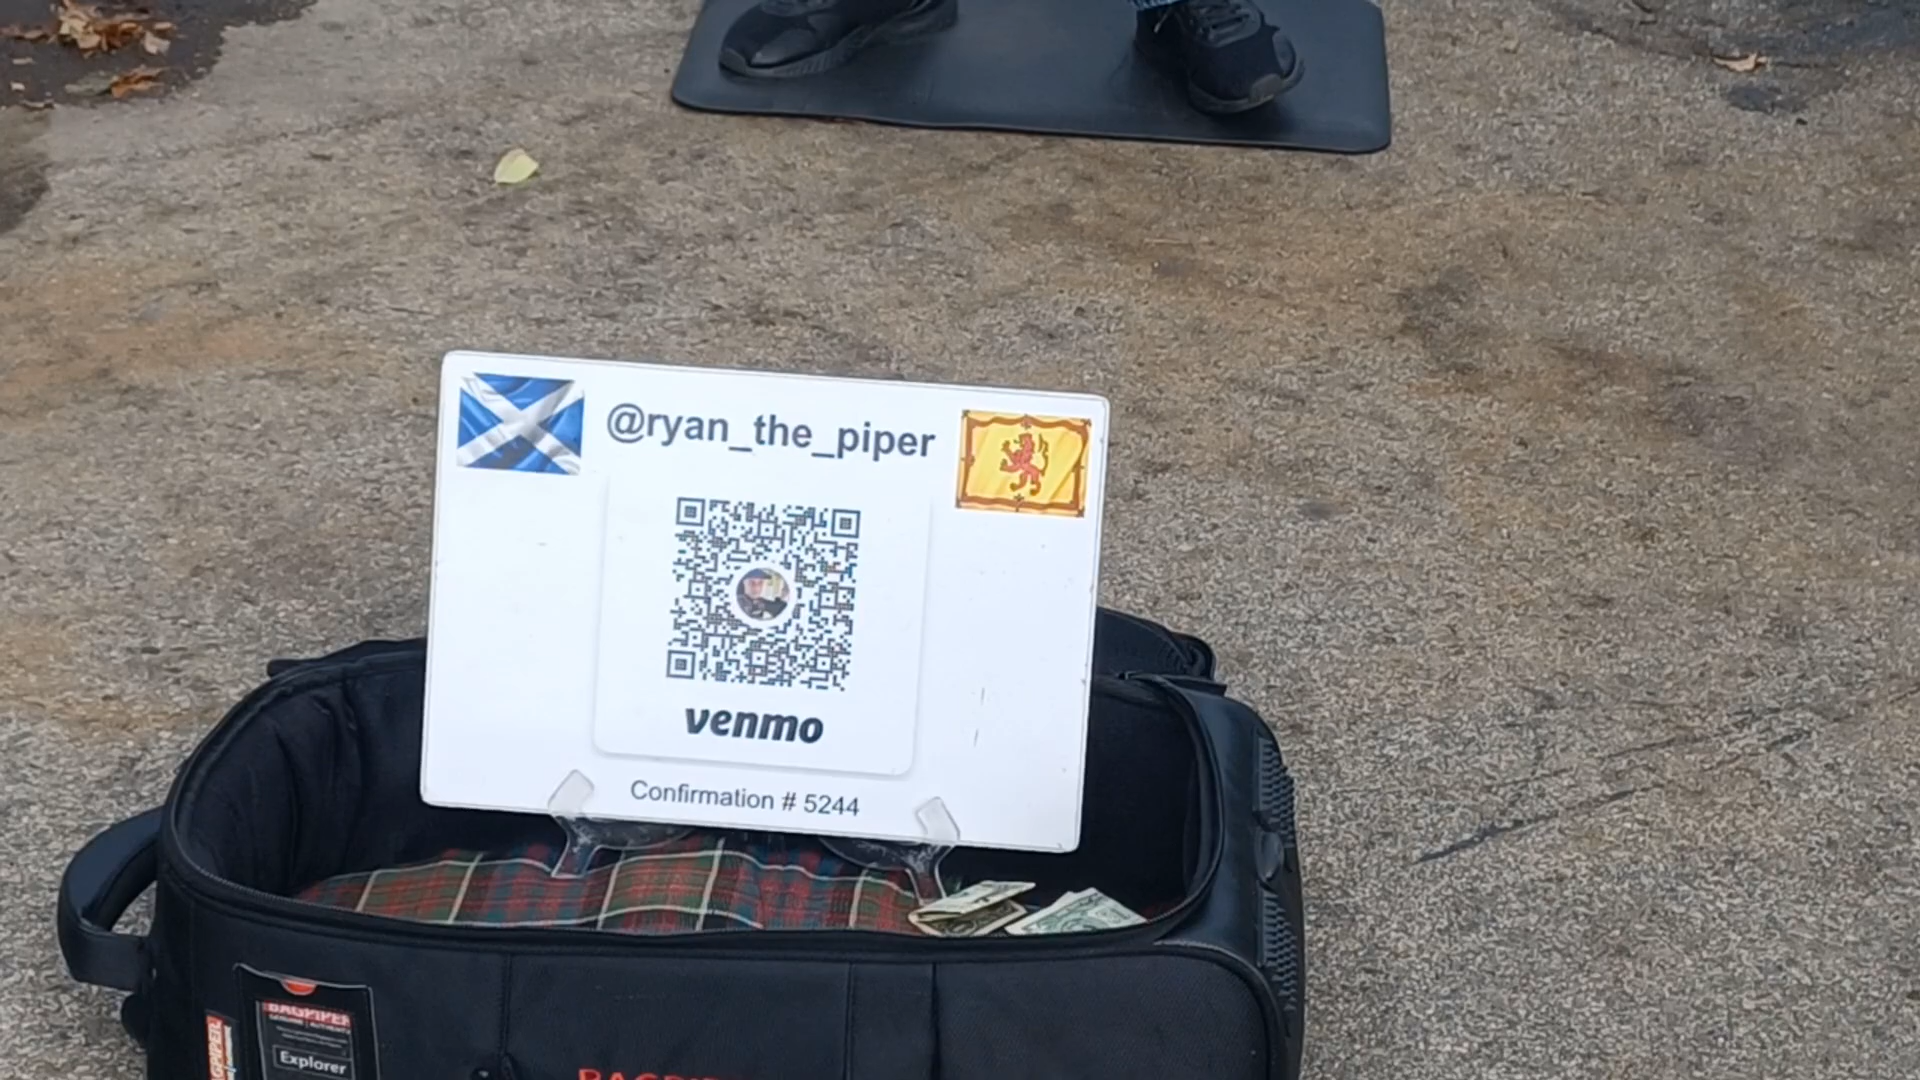 @ryan_the_piper
venmo
Confirmation # 5244
BAGPIPER
Explorer